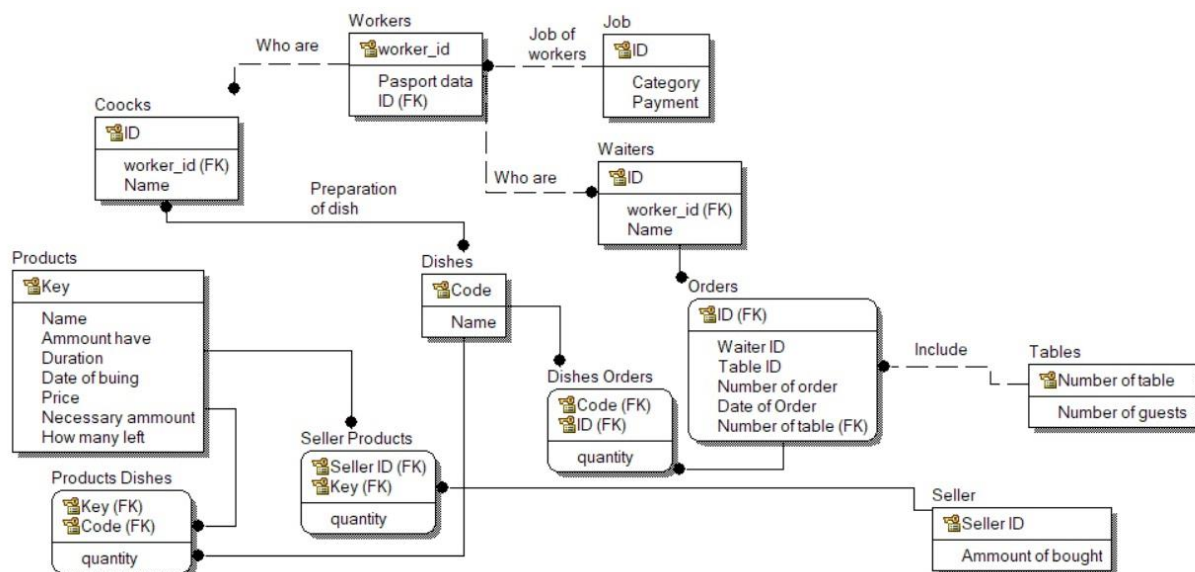 Workers
worker_id
Pasport data
ID (FK)
Job
ID
Category
Payment
Who are
Job of
workers
Coocks
ID
worker_id (FK)
Name
Waiters
ID
worker_id (FK)
Name
Who are
Preparation
of dish
Products
Key
Name
Ammount have
Duration
Date of buing
Price
Necessary ammount
How many left
Dishes
Code
Name
Orders
ID (FK)
Waiter ID
Table ID
Number of order
Date of Order
Number of table (FK)
Include
Tables
Number of table
Number of guests
Dishes Orders
Code (FK)
ID (FK)
quantity
Seller Products
Seller ID (FK)
Key (FK)
quantity
Products Dishes
Key (FK)
Code (FK)
quantity
Seller
Seller ID
Ammount of bought